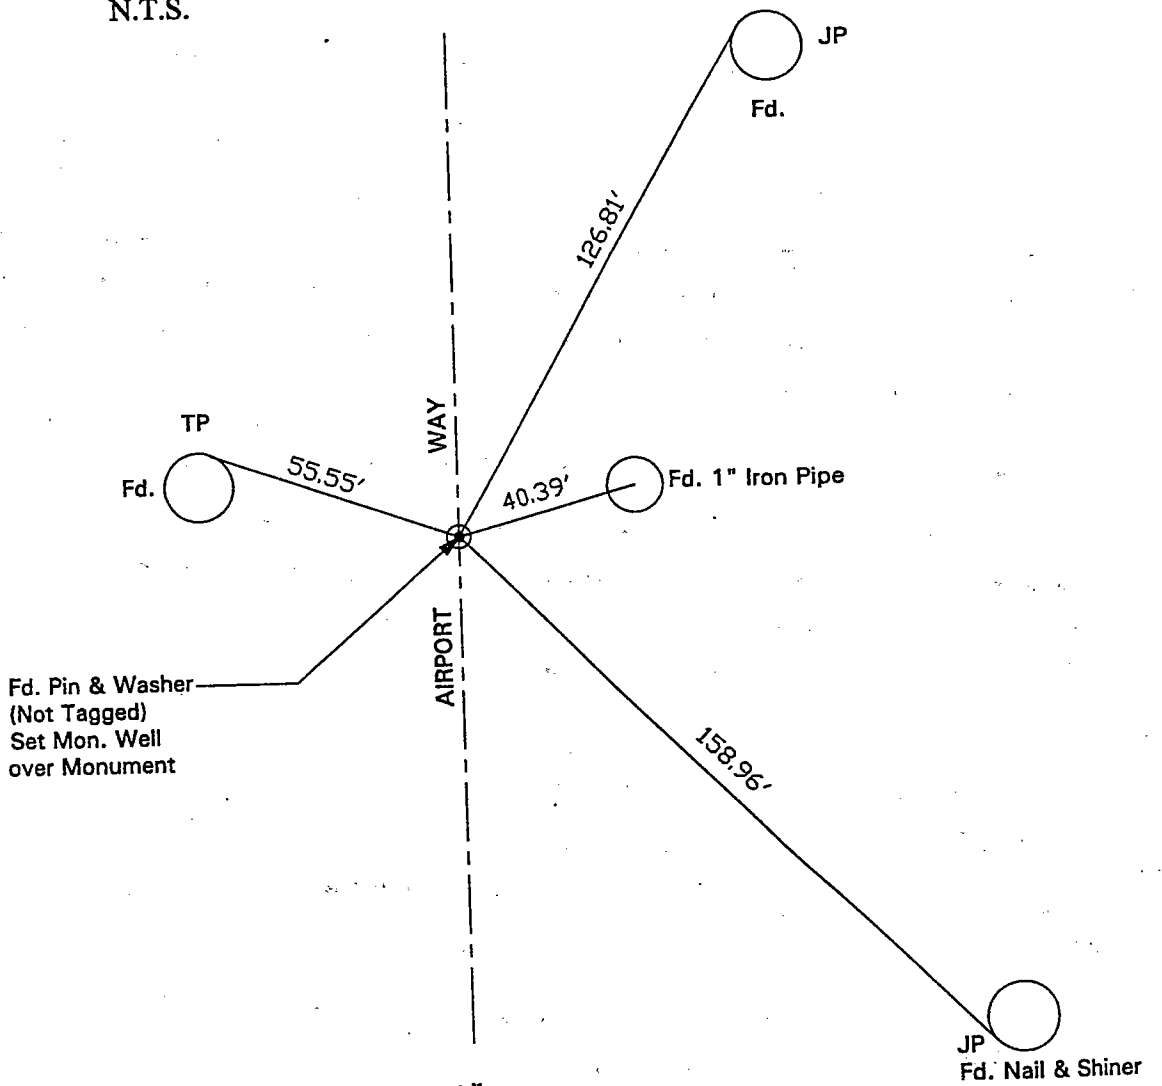 N.T.S.
JP
Fd.
126.81'
WAY
TP
Fd.
55.55'
40.39'
Fd. 1" Iron Pipe
AIRPORT
Fd. Pin & Washer
(Not Tagged)
Set Mon. Well
over Monument
158.96'
JP
Fd. Nail & Shiner